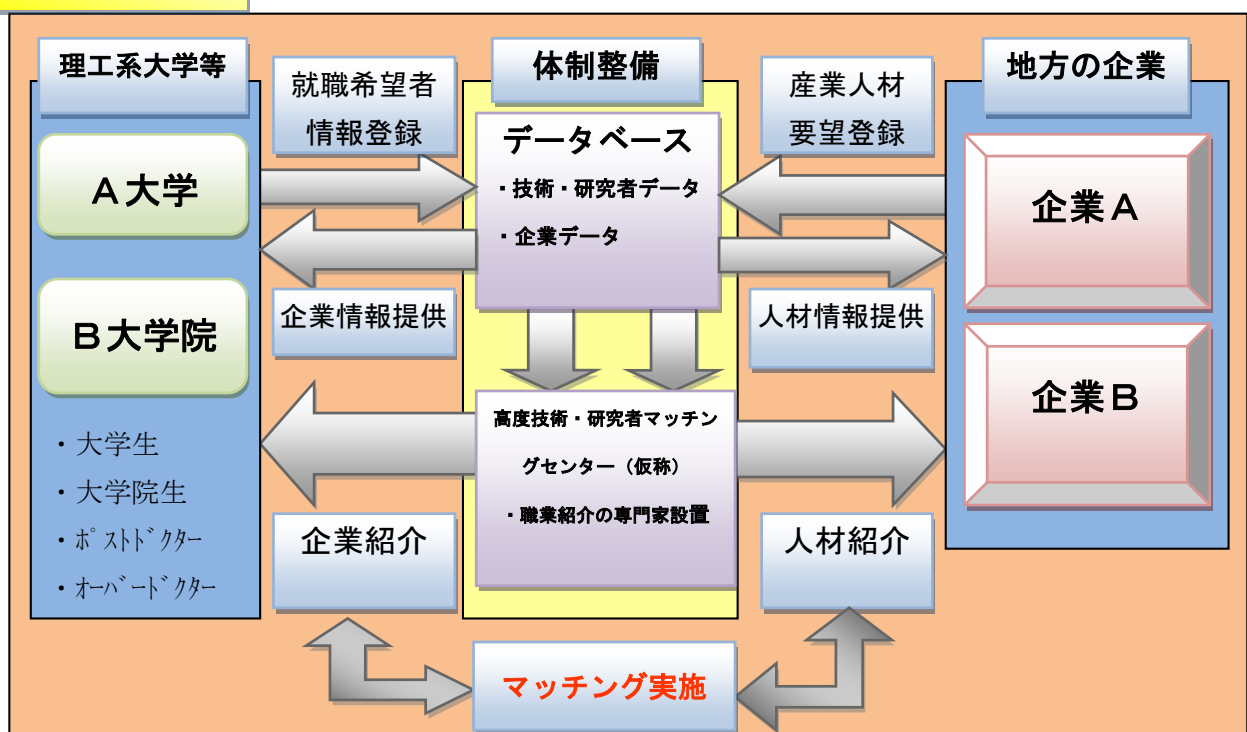 理工系大学等
Ａ大学
Ｂ大学院
・大学生
・大学院生
・ﾎﾟｽﾄﾄﾞｸﾀｰ
・ｵｰﾊﾞｰﾄﾞｸﾀｰ
就職希望者
情報登録
企業情報提供
企業紹介
体制整備
データベース
・技術・研究者データ
・企業データ
高度技術・研究者マッチン
グセンター（仮称）
・職業紹介の専門家設置
マッチング実施
産業人材
要望登録
人材情報提供
人材紹介
地方の企業
企業Ａ
企業Ｂ